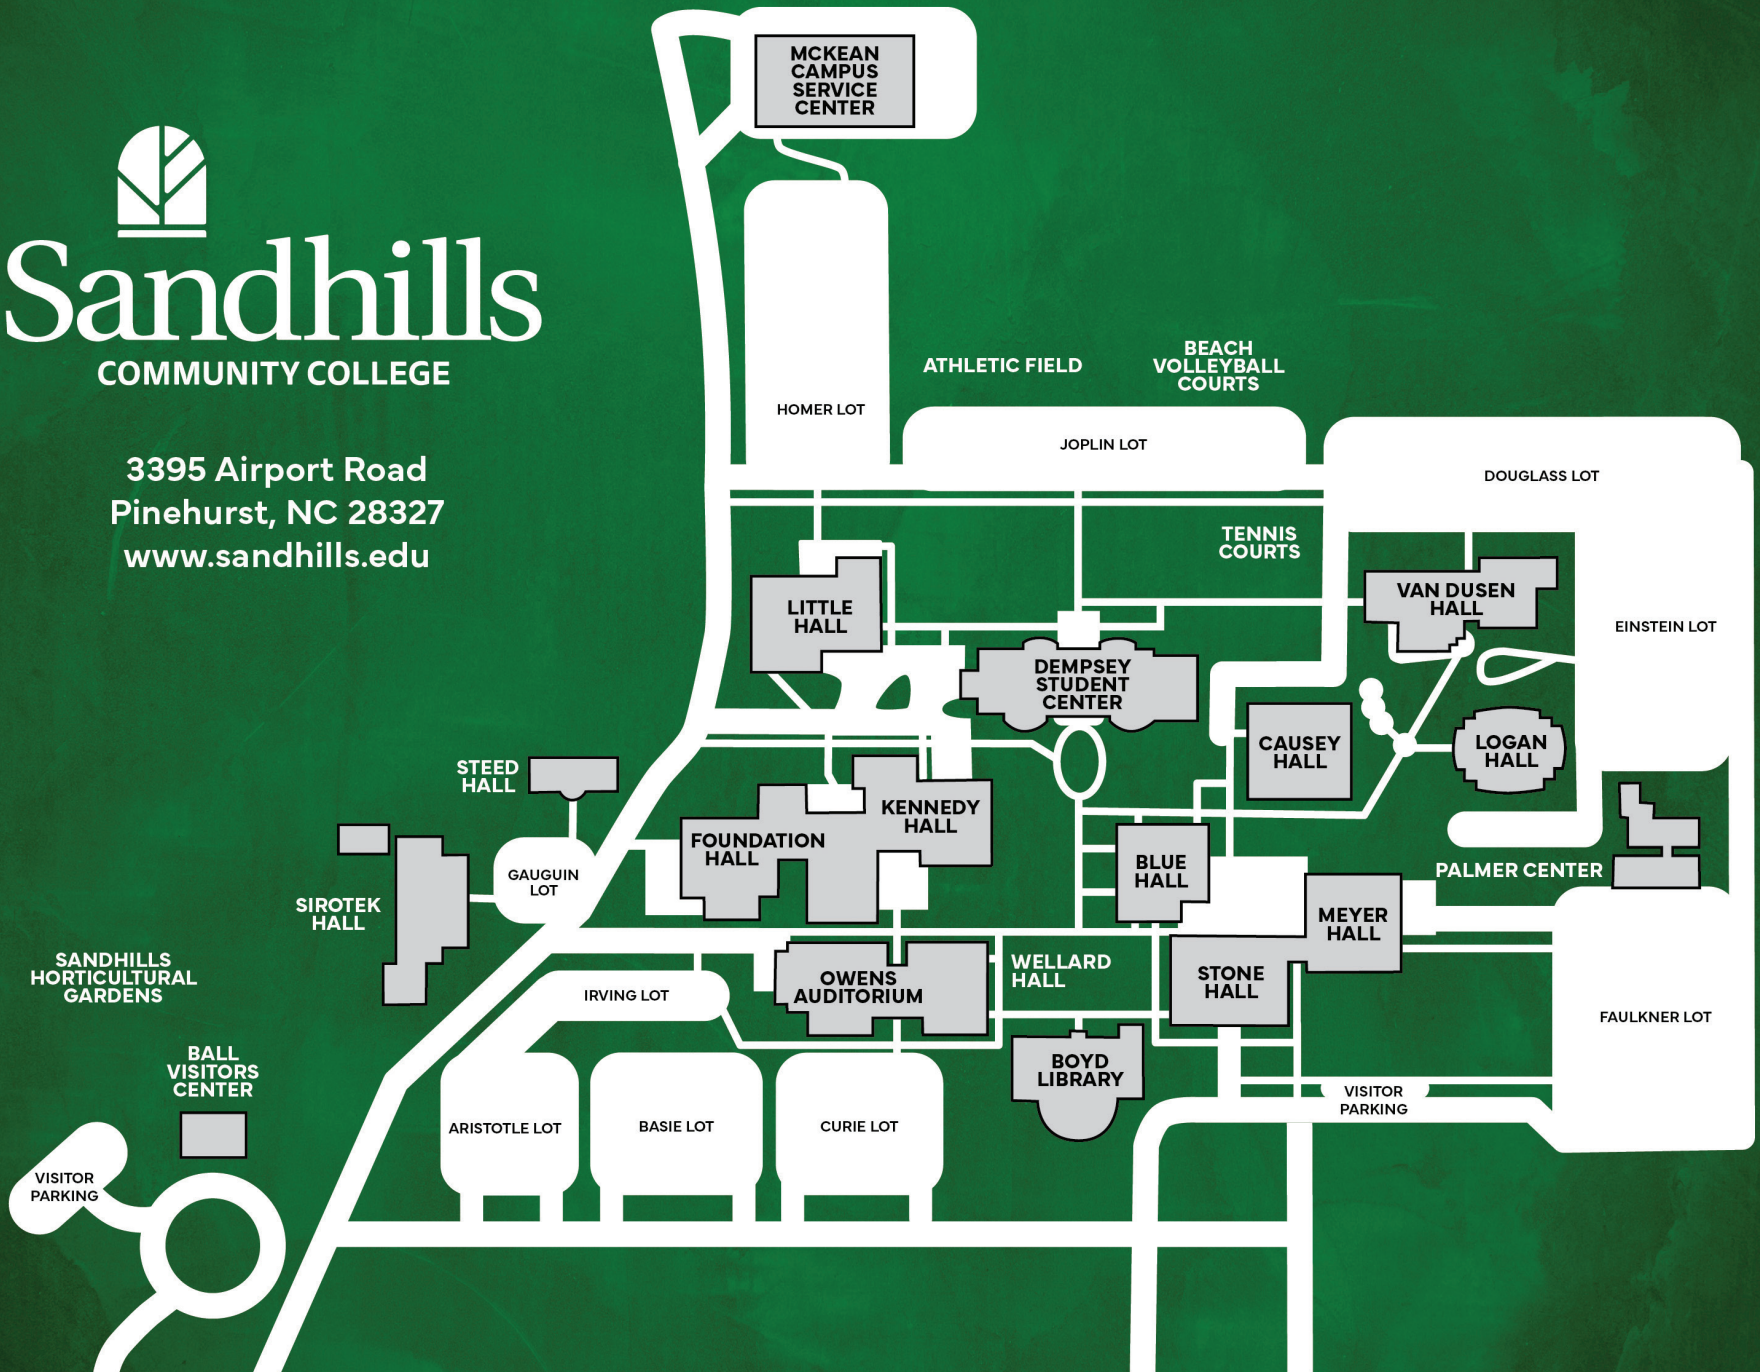 MCKEAN
CAMPUS
SERVICE
CENTER
Sandhills
COMMUNITY COLLEGE
3395 Airport Road
Pinehurst, NC 28327
www.sandhills.edu
ATHLETIC FIELD
BEACH
VOLLEYBALL
COURTS
HOMER LOT
JOPLIN LOT
DOUGLASS LOT
TENNIS
COURTS
LITTLE
HALL
VAN DUSEN
HALL
EINSTEIN LOT
DEMPSEY
STUDENT
CENTER
CAUSEY
HALL
LOGAN
HALL
STEED
HALL
KENNEDY
HALL
FOUNDATION
HALL
GAUGUIN
LOT
BLUE
HALL
PALMER CENTER
SIROTEK
HALL
MEYER
HALL
SANDHILLS
HORTICULTURAL
GARDENS
OWENS
AUDITORIUM
WELLARD
HALL
STONE
HALL
IRVING LOT
FAULKNER LOT
BALL
VISITORS
CENTER
BOYD
LIBRARY
VISITOR
PARKING
ARISTOTLE LOT
BASIE LOT
CURIE LOT
VISITOR
PARKING